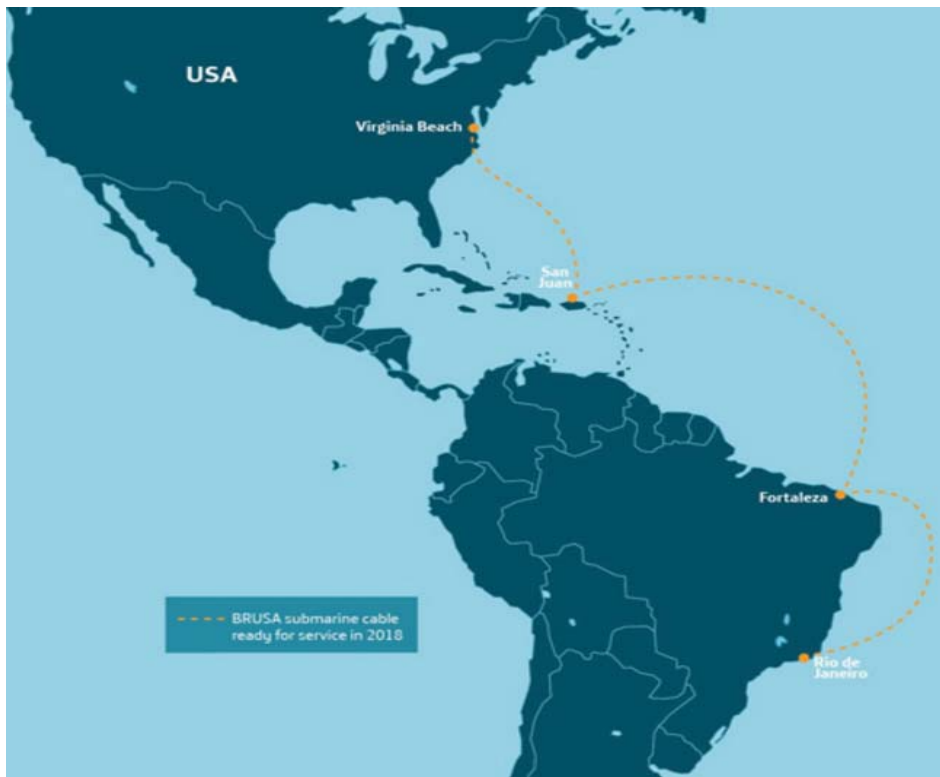 USA
Virginia Beach
San
Juan
Fortaleza
BRUSA submarine cable
ready for service in 2018
Rio de
Janeiro